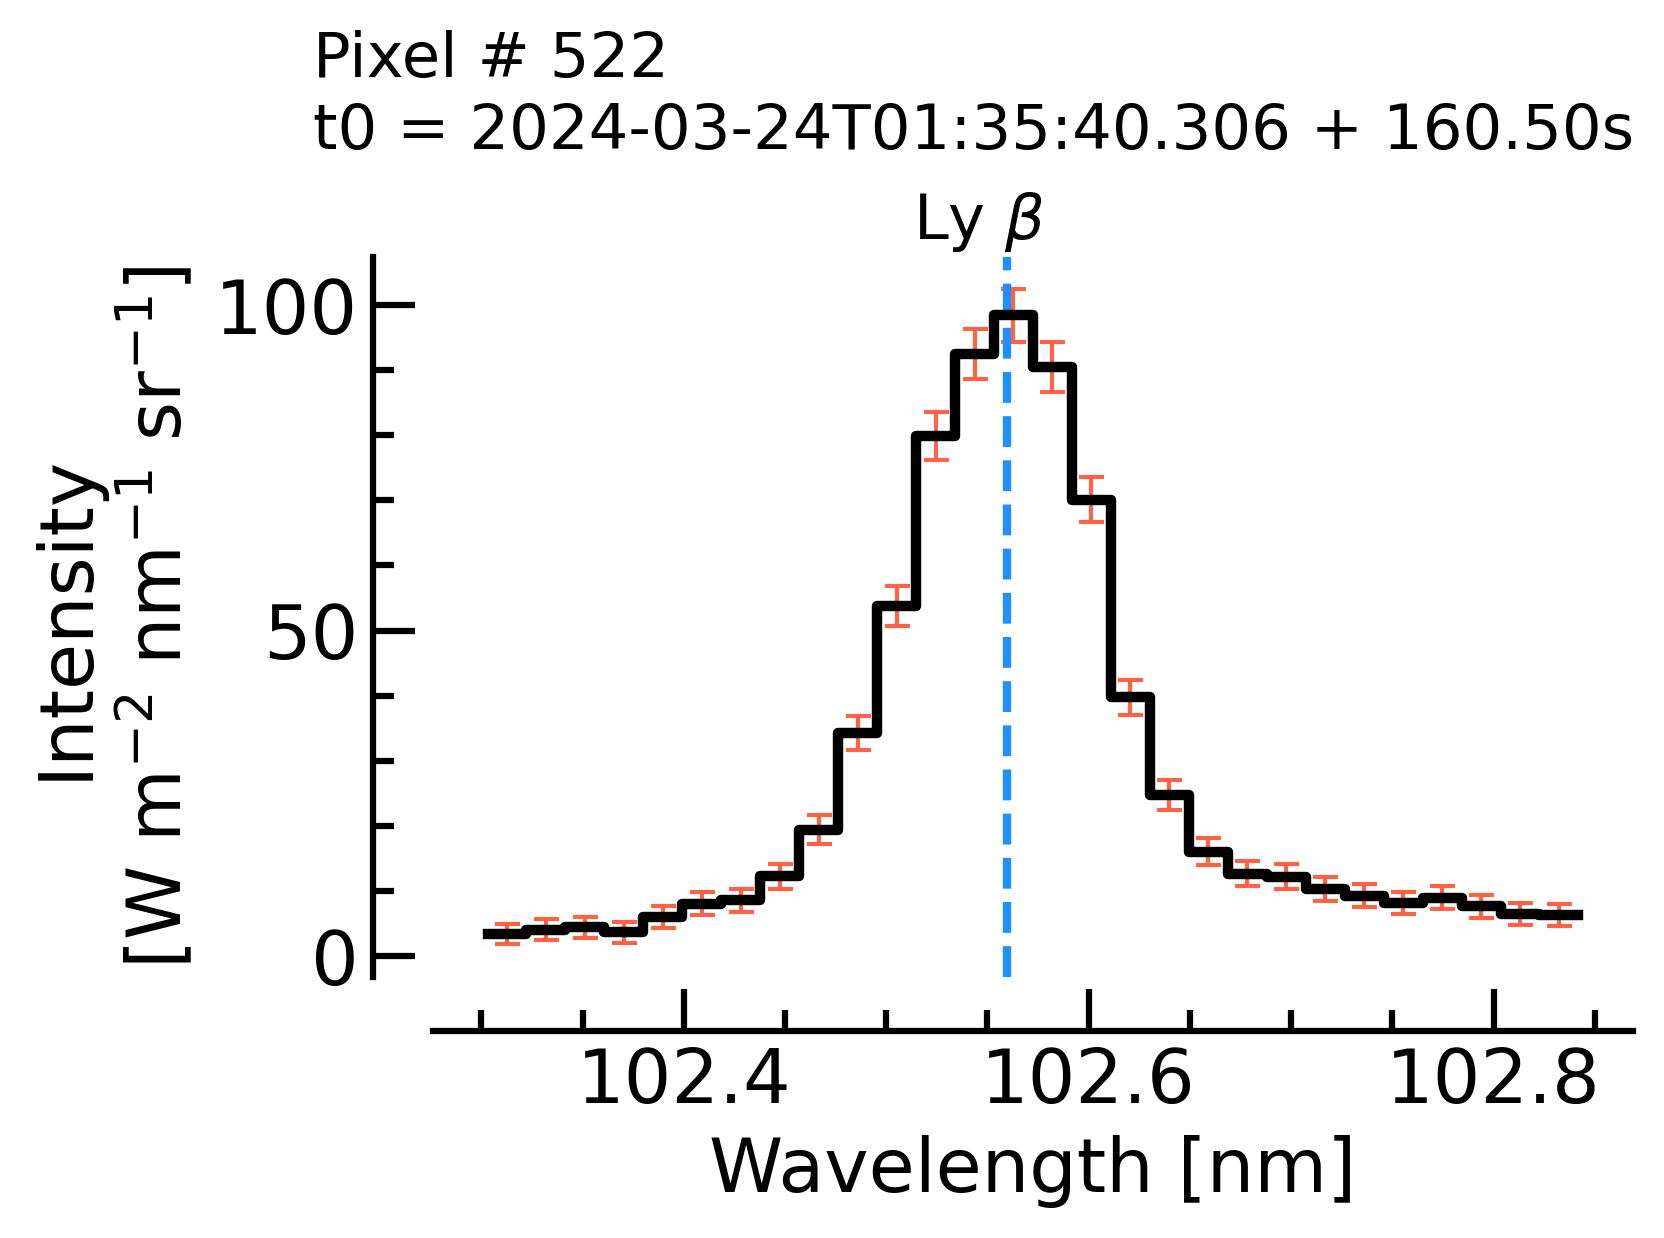 Pixel # 522
t0 = 2024-03-24T01:35:40.306 + 160.50s
Ly β
Intensity
[W m⁻² nm⁻¹ sr⁻¹]
100
50
0
102.4 102.6 102.8
Wavelength [nm]